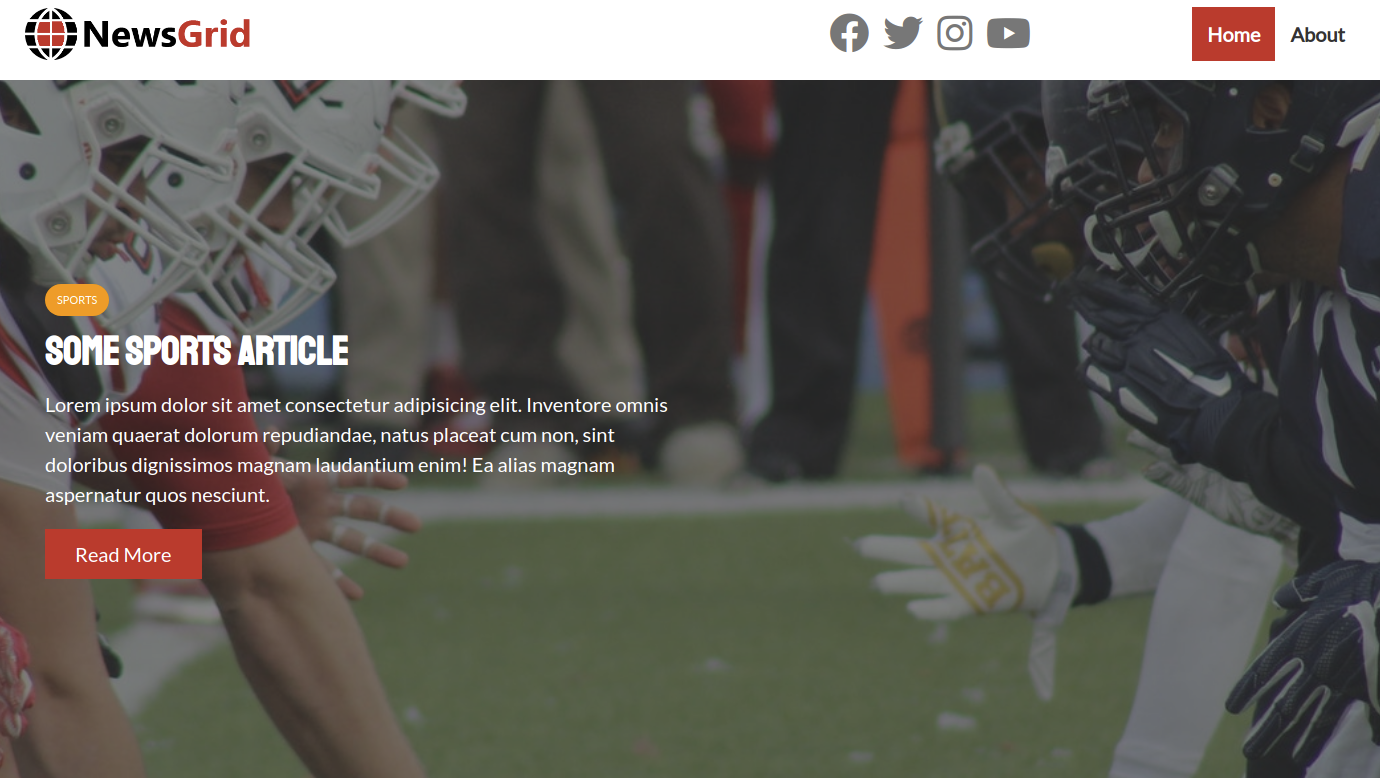 NewsGrid
Home
About
SPORTS
SOME SPORTS ARTICLE
Lorem ipsum dolor sit amet consectetur adipisicing elit. Inventore omnis
veniam quaerat dolorum repudiandae, natus placeat cum non, sint
doloribus dignissimos magnam laudantium enim! Ea alias magnam
aspernatur quos nesciunt.
Read More